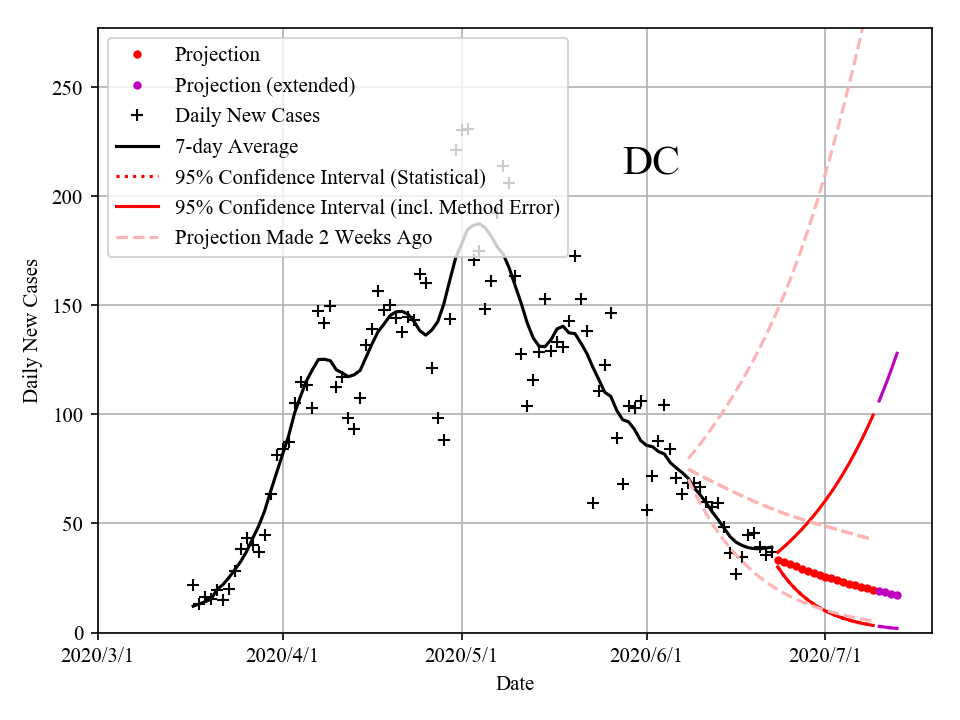 Projection
Projection (extended)
Daily New Cases
7-day Average
95% Confidence Interval (Statistical)
95% Confidence Interval (incl. Method Error)
Projection Made 2 Weeks Ago
DC
250
200
150
100
50
0
Daily New Cases
2020/3/1 2020/4/1 2020/5/1 2020/6/1 2020/7/1
Date